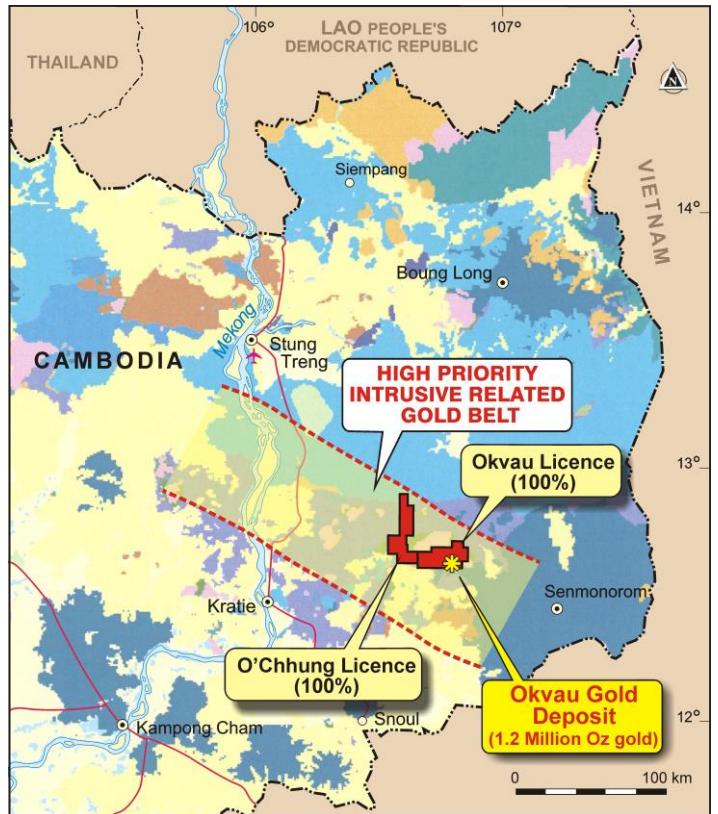 106°
107°
LAO PEOPLE'S
DEMOCRATIC REPUBLIC
THAILAND
N
Siempang
VIETNAM
14°
Boung Long
Mekong
Stung
Treng
CAMBODIA
HIGH PRIORITY
INTRUSIVE RELATED
GOLD BELT
Okvau Licence
(100%)
13°
Kratie
Senmonorom
O'Chhung Licence
(100%)
Okvau Gold
Deposit
(1.2 Million Oz gold)
Snoul
12°
Kampong Cham
0
100 km